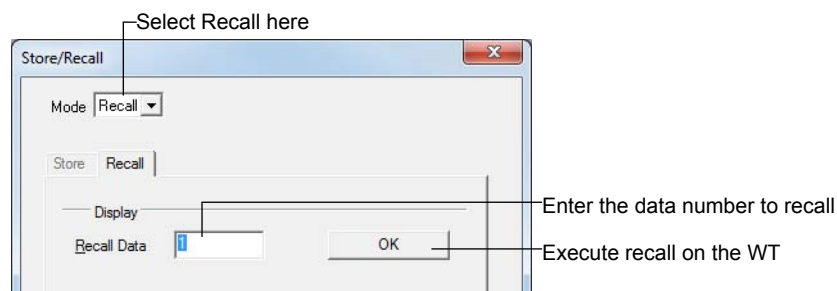 Select Recall here
Store/Recall
x
Mode Recall
Store Recall
Display
Recall Data 1 OK
Enter the data number to recall
Execute recall on the WT